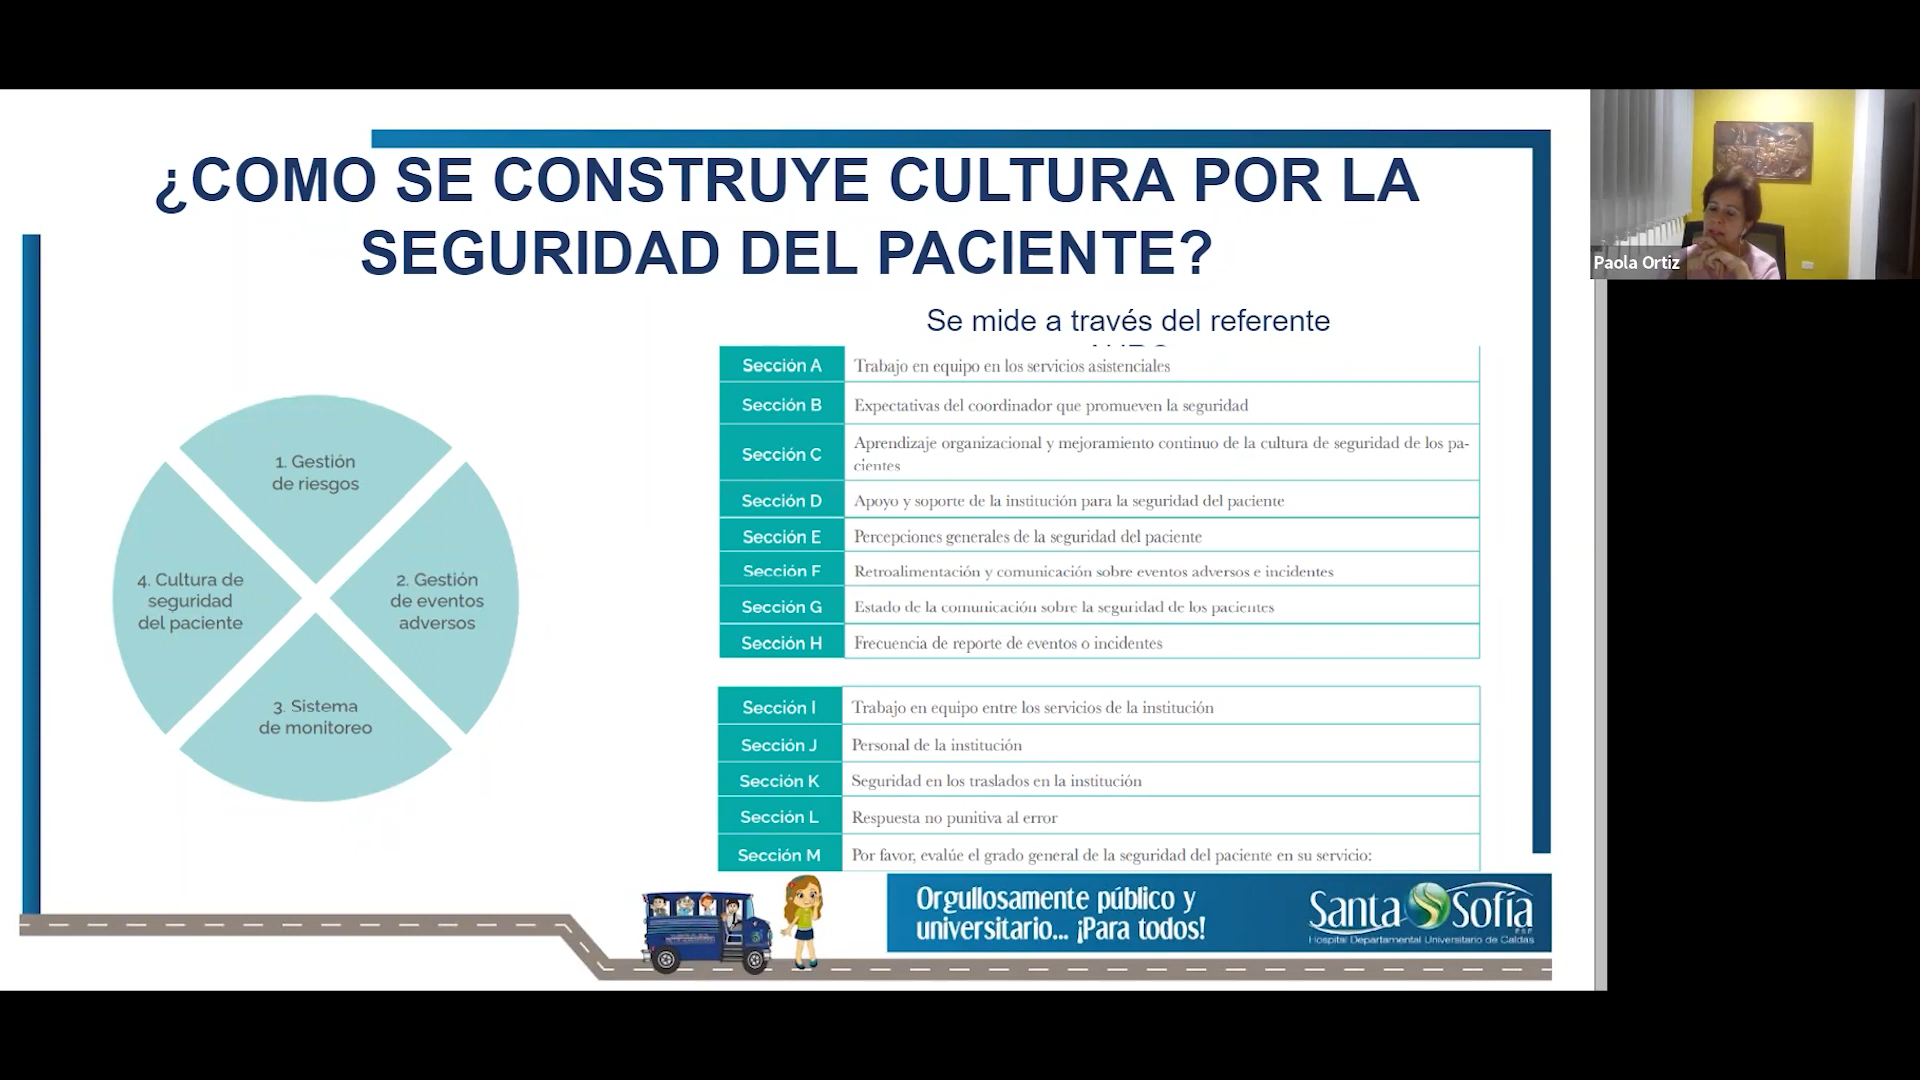 ¿COMO SE CONSTRUYE CULTURA POR LA
SEGURIDAD DEL PACIENTE?
Paola Ortiz
Se mide a través del referente
1. Gestión
de riesgos
2. Gestión
de eventos
adversos
3. Sistema
de monitoreo
4. Cultura de
seguridad
del paciente
Sección A Trabajo en equipo en los servicios asistenciales
Sección B Expectativas del coordinador que promueven la seguridad
Sección C Aprendizaje organizacional y mejoramiento continuo de la cultura de seguridad de los pa-
cientes
Sección D Apoyo y soporte de la institución para la seguridad del paciente
Sección E Percepciones generales de la seguridad del paciente
Sección F Retroalimentación y comunicación sobre eventos adversos e incidentes
Sección G Estado de la comunicación sobre la seguridad de los pacientes
Sección H Frecuencia de reporte de eventos o incidentes
Sección I Trabajo en equipo entre los servicios de la institución
Sección J Personal de la institución
Sección K Seguridad en los traslados en la institución
Sección L Respuesta no punitiva al error
Sección M Por favor, evalúe el grado general de la seguridad del paciente en su servicio:
Orgullosamente público y
universitario... ¡Para todos!
Santa Sofía
E.S.E
Hospital Departamental Universitario de Caldas